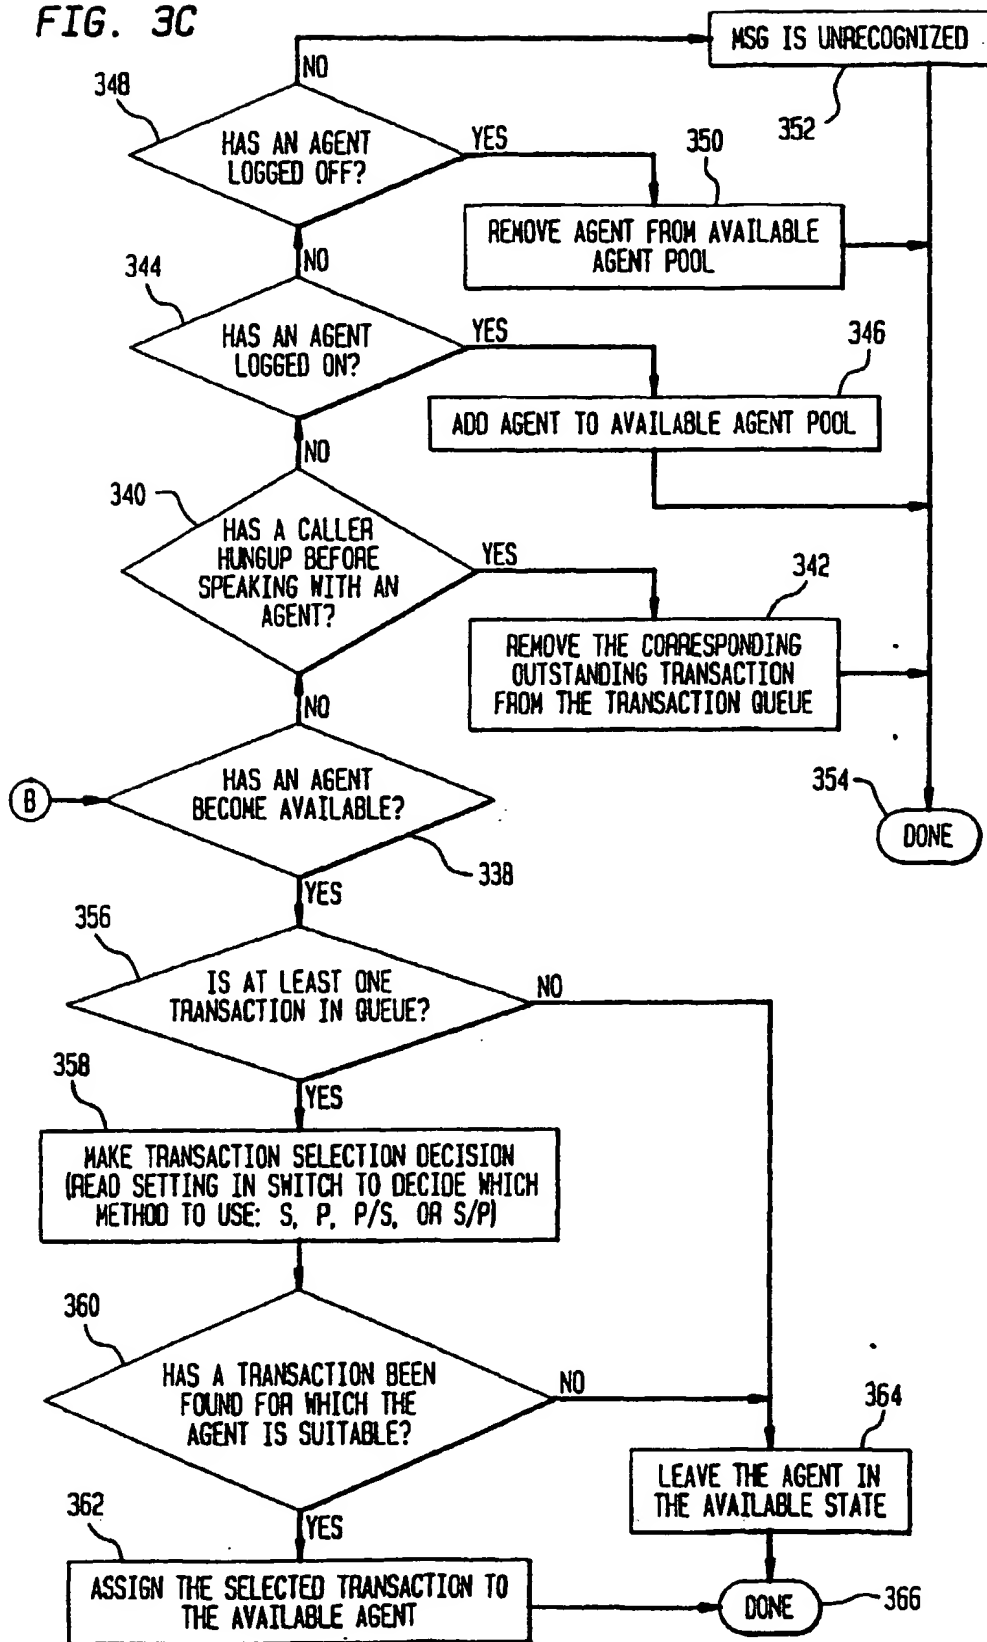 FIG. 3C
MSG IS UNRECOGNIZED
352
NO
348
HAS AN AGENT
LOGGED OFF?
YES
350
REMOVE AGENT FROM AVAILABLE
AGENT POOL
NO
344
HAS AN AGENT
LOGGED ON?
YES
346
ADD AGENT TO AVAILABLE AGENT POOL
NO
340
HAS A CALLER
HUNGUP BEFORE
SPEAKING WITH AN
AGENT?
YES
342
REMOVE THE CORRESPONDING
OUTSTANDING TRANSACTION
FROM THE TRANSACTION QUEUE
NO
B
HAS AN AGENT
BECOME AVAILABLE?
338
354
DONE
YES
356
IS AT LEAST ONE
TRANSACTION IN QUEUE?
NO
YES
358
MAKE TRANSACTION SELECTION DECISION
(READ SETTING IN SWITCH TO DECIDE WHICH
METHOD TO USE: S, P, P/S, OR S/P)
360
HAS A TRANSACTION BEEN
FOUND FOR WHICH THE
AGENT IS SUITABLE?
NO
364
LEAVE THE AGENT IN
THE AVAILABLE STATE
YES
362
ASSIGN THE SELECTED TRANSACTION TO
THE AVAILABLE AGENT
DONE
366